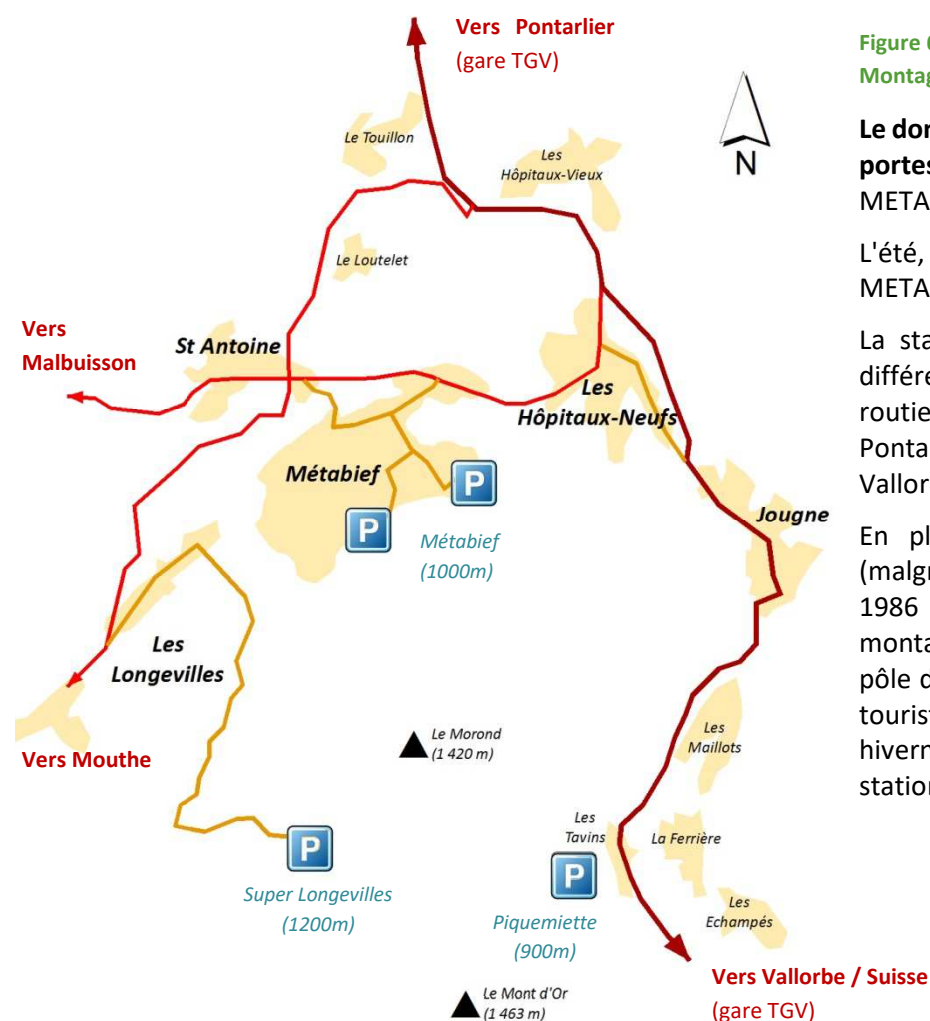 Vers Pontarlier
(gare TGV)
Le Touillon
Les
Hôpitaux-Vieux
N
Le Loutelet
Vers
Malbuisson
St Antoine
Les
Hôpitaux-Neufs
Métabief
P
P
Métabief
(1000m)
Jougne
Les
Longevilles
Vers Mouthe
Le Morond
(1 420 m)
Les
Maillots
Les
Tavins
La Ferrière
P
Super Longevilles
(1200m)
P
Piquemiette
(900m)
Les
Echampés
Le Mont d'Or
(1 463 m)
Vers Vallorbe / Suisse
(gare TGV)
Figure
Montag
Le dor
portes
META
L'été,
META
La sta
différe
routie
Ponta
Vallor
En pl
(malgr
1986
monta
pôle d
tourist
hivern
station